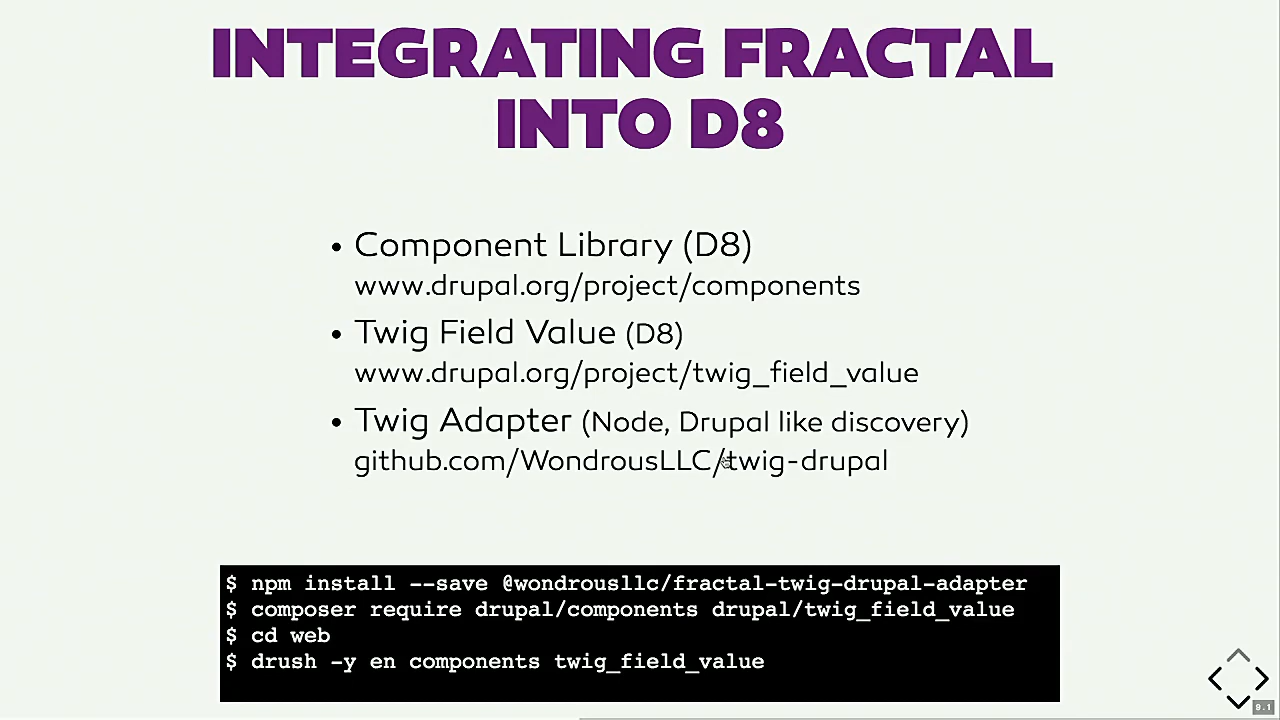 INTEGRATING FRACTAL
INTO D8
• Component Library (D8)
www.drupal.org/project/components
• Twig Field Value (D8)
www.drupal.org/project/twig_field_value
• Twig Adapter (Node, Drupal like discovery)
github.com/WondrousLLC/twig-drupal
$ npm install --save @wondrousllc/fractal-twig-drupal-adapter
$ composer require drupal/components drupal/twig_field_value
$ cd web
$ drush -y en components twig_field_value
9.1